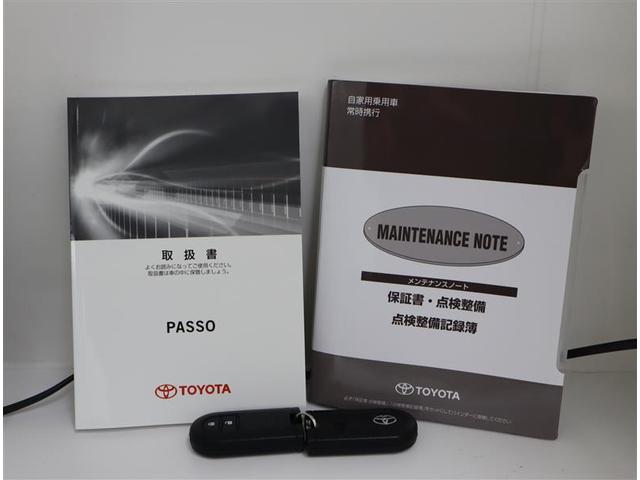 取扱書
よくお読みになってご使用ください。
取扱書は車の中に保管しましょう。
PASSO
TOYOTA
自家用乗用車
常時携行
MAINTENANCE NOTE
メンテナンスノート
保証書・点検整備
点検整備記録簿
TOYOTA